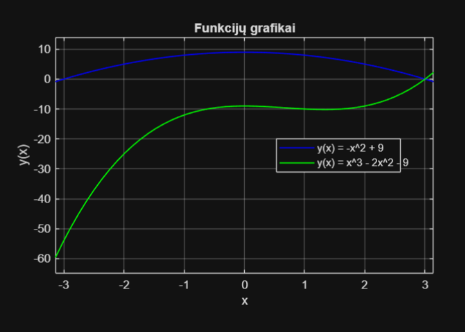 Funkcijų grafikai
10
0
-10
-20
-30
-40
-50
-60
y(x)
y(x) = -x^2 + 9
y(x) = x^3 - 2x^2 - 9
-3 -2 -1 0 1 2 3
x